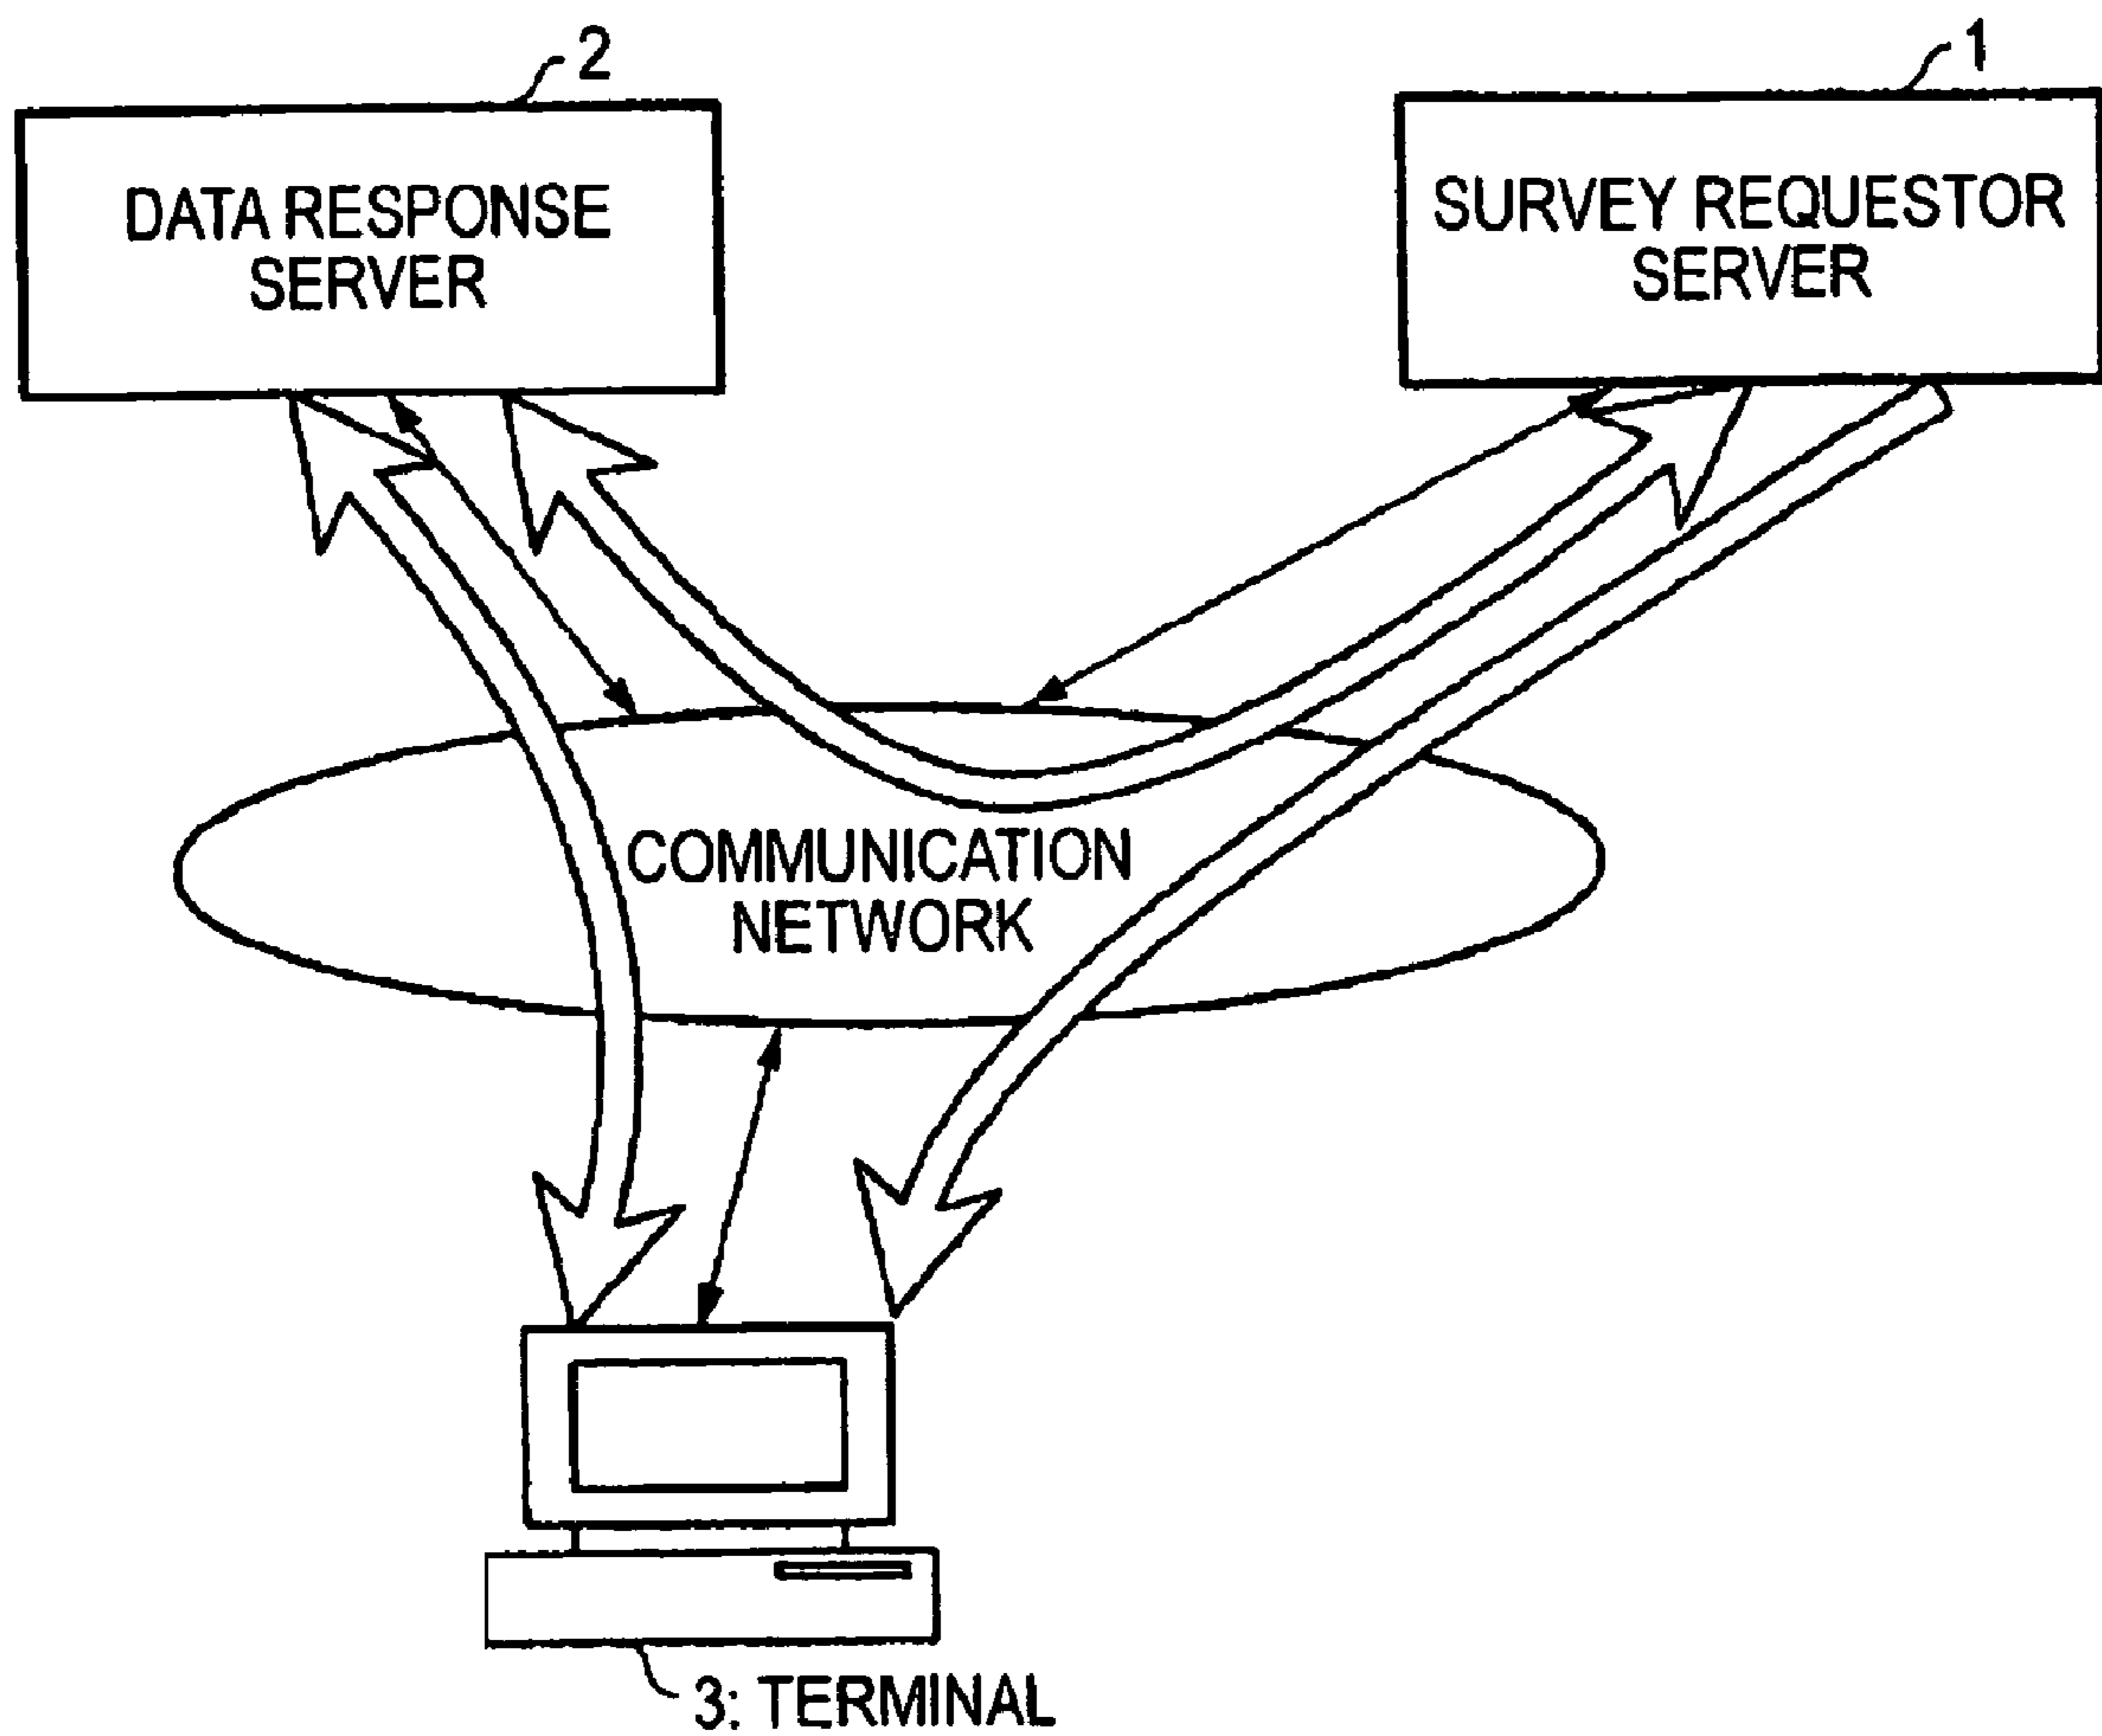 2
1
DATA RESPONSE
SERVER
SURVEY REQUESTOR
SERVER
COMMUNICATION
NETWORK
3: TERMINAL